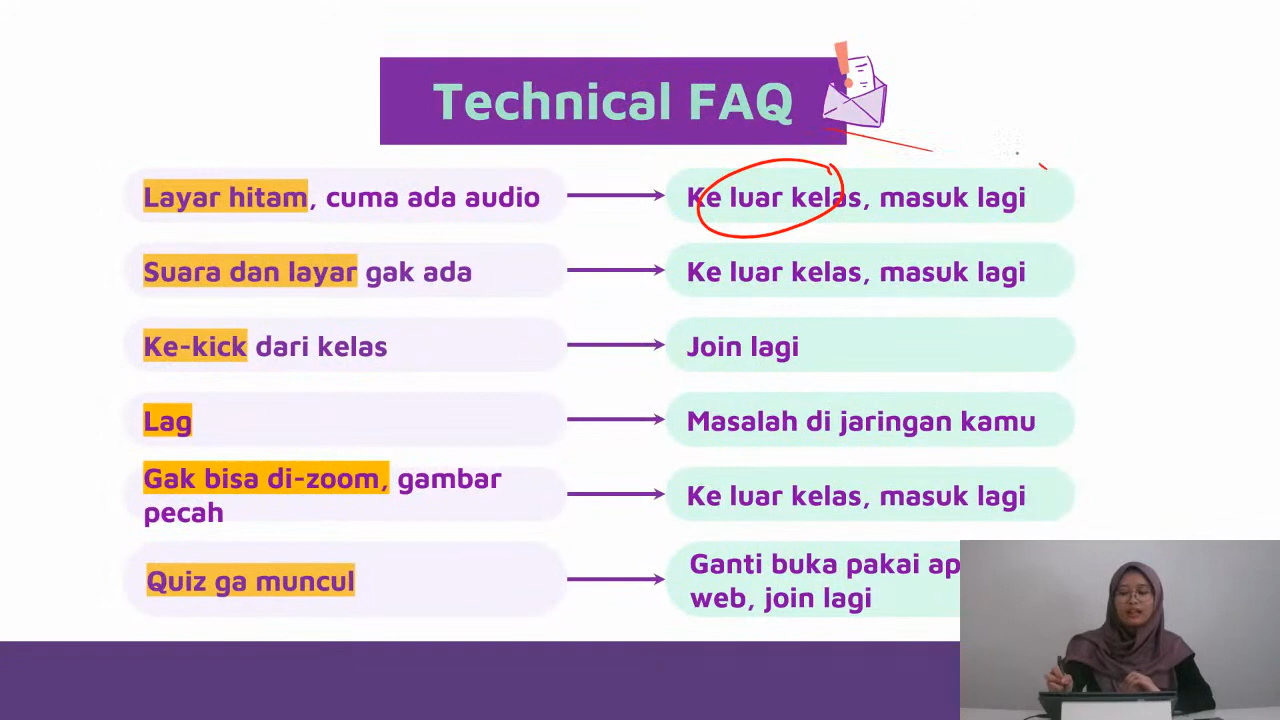 Technical FAQ
Layar hitam, cuma ada audio
Ke luar kelas, masuk lagi
Suara dan layar gak ada
Ke luar kelas, masuk lagi
Ke-kick dari kelas
Join lagi
Lag
Masalah di jaringan kamu
Gak bisa di-zoom, gambar
pecah
Ke luar kelas, masuk lagi
Quiz ga muncul
Ganti buka pakai
web, join lagi